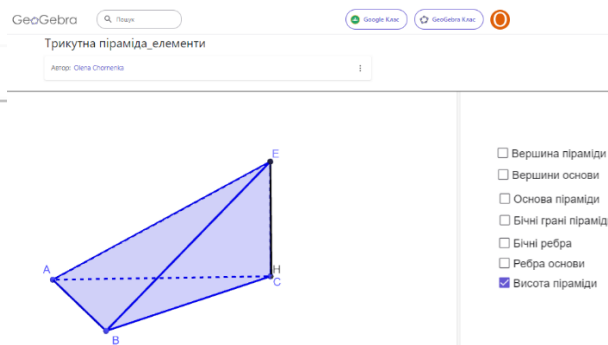 GeoGebra
Пошук
Google Клас
GeoGebra Клас
O
Трикутна піраміда_елементи
Автор: Olena Chomenka
E
A
H
C
B
Вершина піраміди
Вершини основи
Основа піраміди
Бічні грані пірамід
Бічні ребра
Ребра основи
Висота піраміди